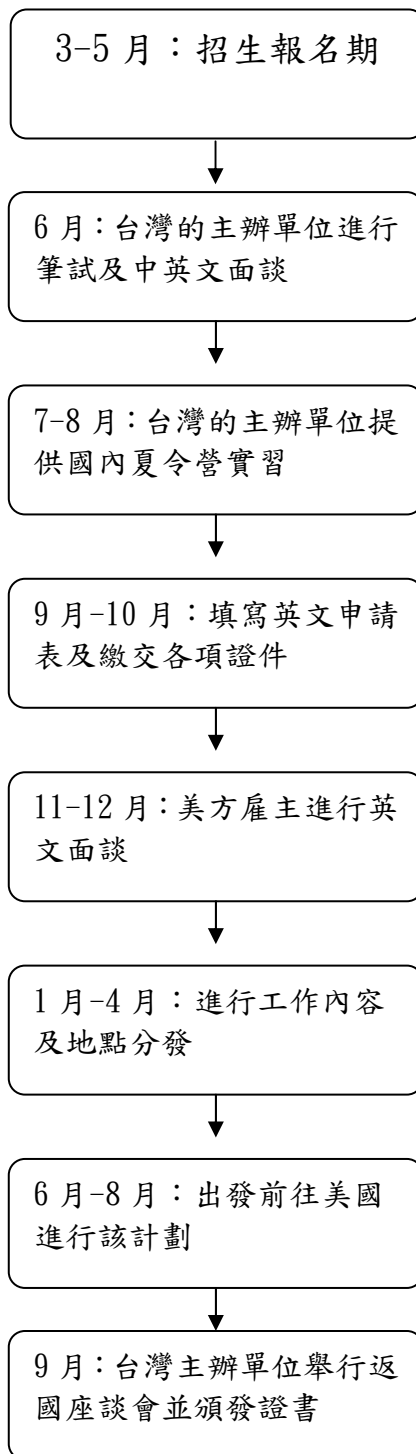 3-5 月：招生報名期
6 月：台灣的主辦單位進行
筆試及中英文面談
7-8 月：台灣的主辦單位提
供國內夏令營實習
9 月-10 月：填寫英文申請
表及繳交各項證件
11-12 月：美方雇主進行英
文面談
1 月-4 月：進行工作內容
及地點分發
6 月-8 月：出發前往美國
進行該計劃
9 月：台灣主辦單位舉行返
國座談會並頒發證書